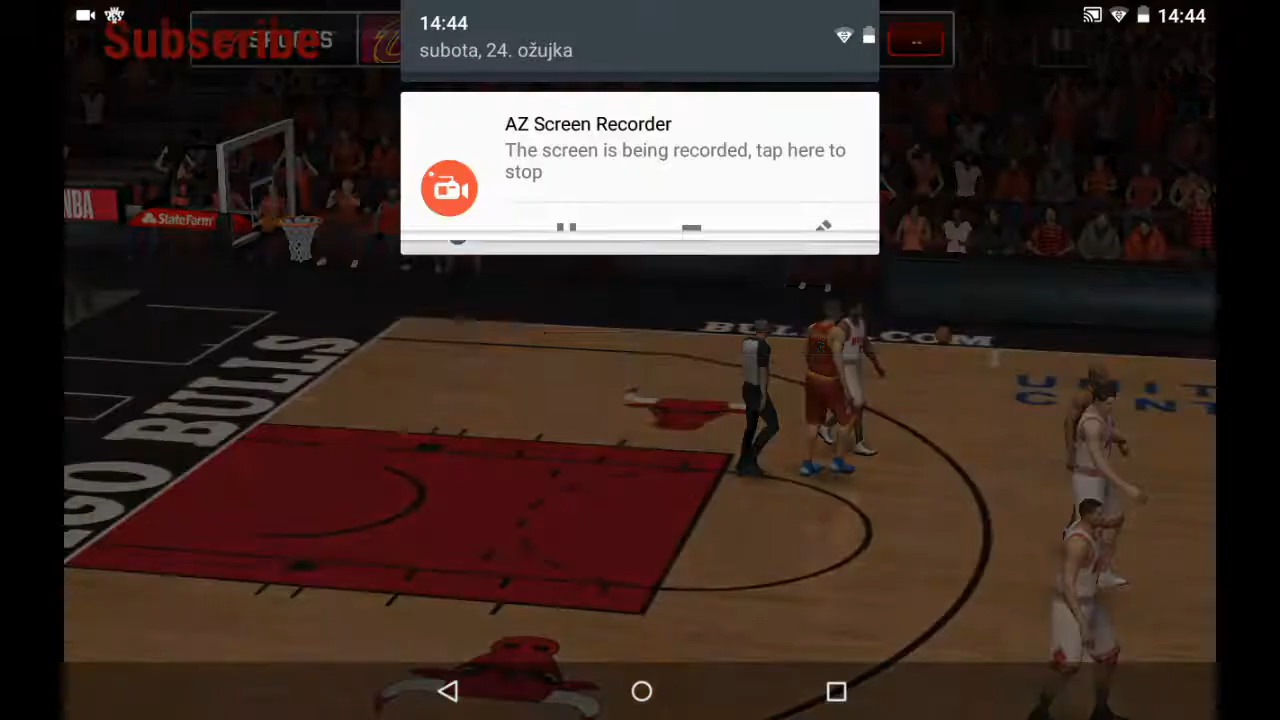 14:44
14:44
subota, 24. ožujka
Subscribe
SPORTS
--
AZ Screen Recorder
The screen is being recorded, tap here to
stop
NBA
StateFarm
GO BULLS